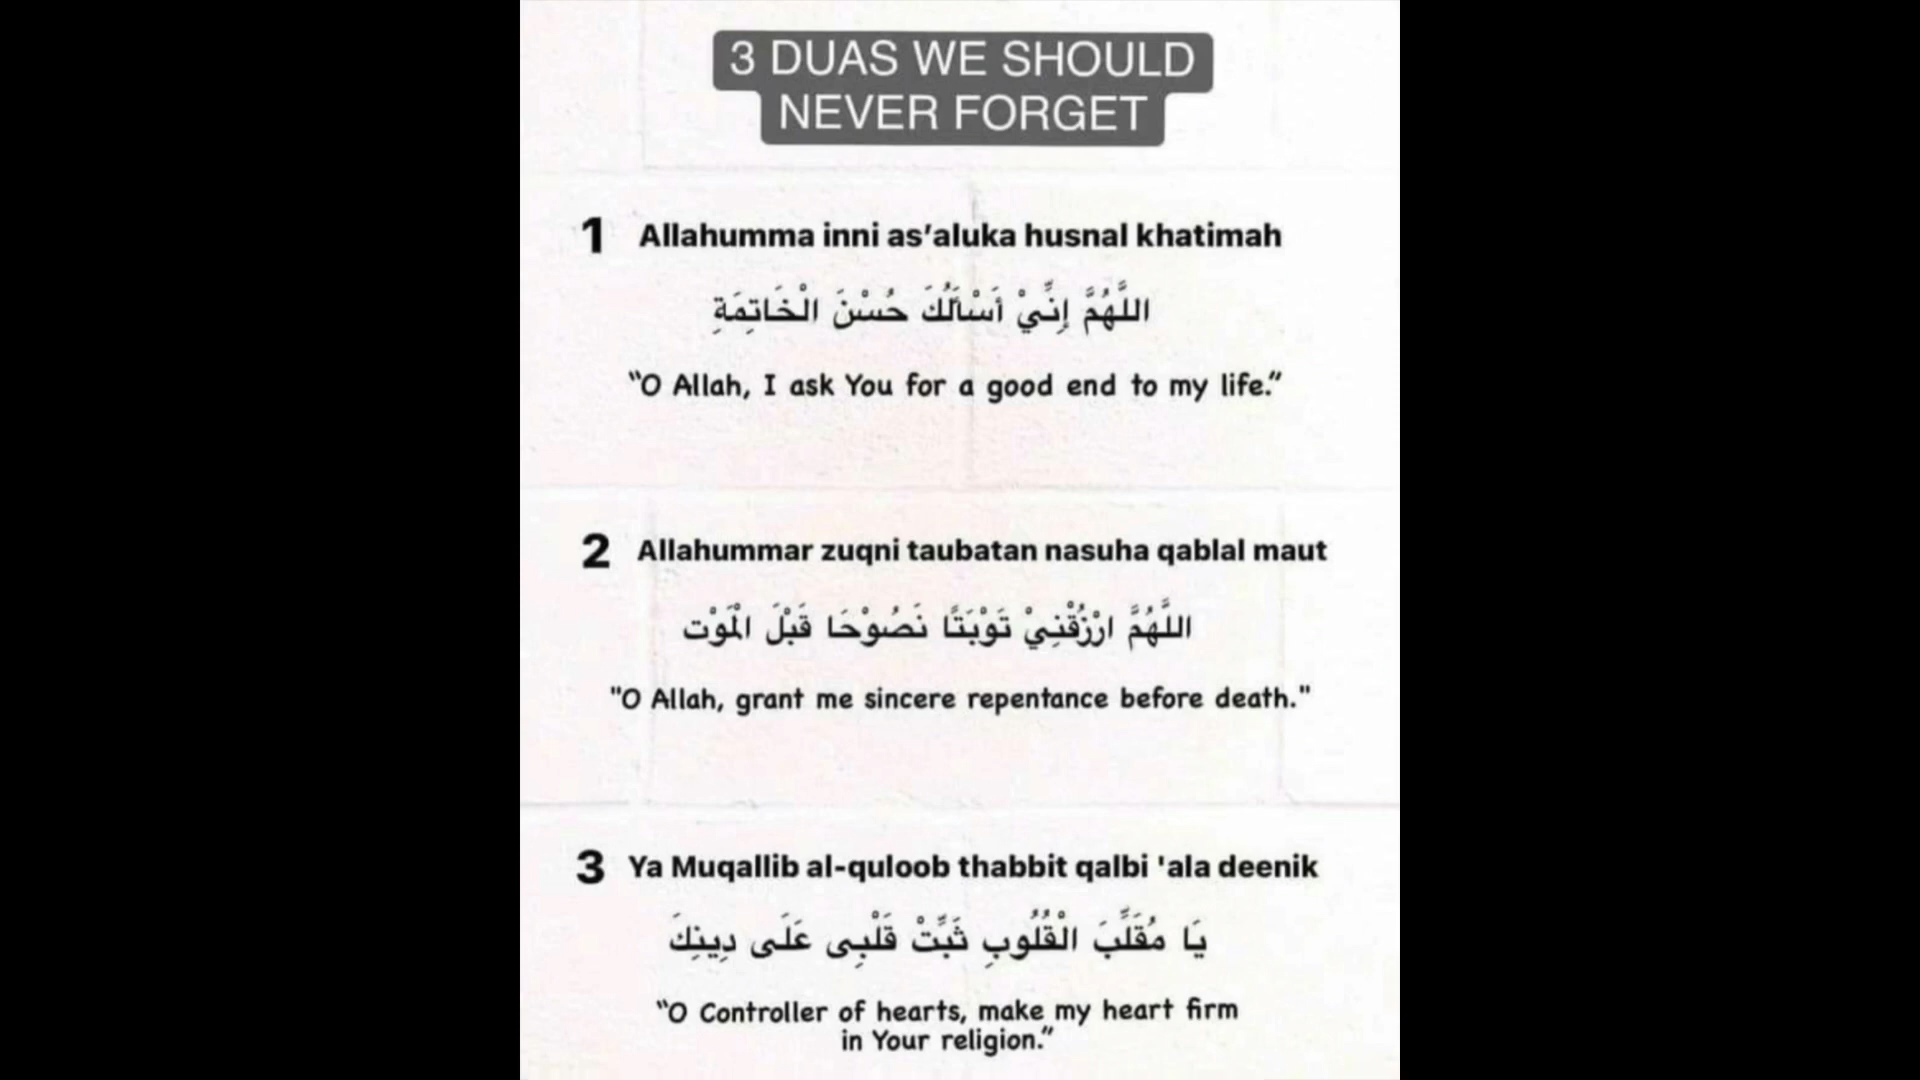 3 DUAS WE SHOULD
NEVER FORGET
1 Allahumma inni as’aluka husnal khatimah
اللَّهُمَّ إِنِّيْ أَسْأَلُكَ حُسْنَ الْخَاتِمَةِ
“O Allah, I ask You for a good end to my life.”
2 Allahummar zuqni taubatan nasuha qablal maut
اللَّهُمَّ ارْزُقْنِيْ تَوْبَتًا نَصُوْحَا قَبْلَ الْمَوْت
"O Allah, grant me sincere repentance before death."
3 Ya Muqallib al-quloob thabbit qalbi 'ala deenik
يَا مُقَلِّبَ الْقُلُوبِ ثَبِّتْ قَلْبِى عَلَى دِينِكَ
“O Controller of hearts, make my heart firm
in Your religion.”